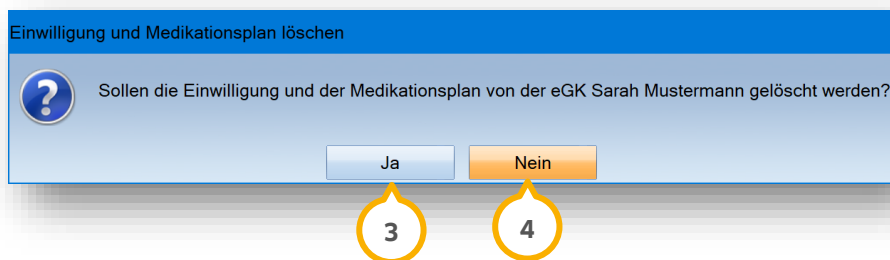 Einwilligung und Medikationsplan löschen
Sollen die Einwilligung und der Medikationsplan von der eGK Sarah Mustermann gelöscht werden?
Ja
Nein
3
4